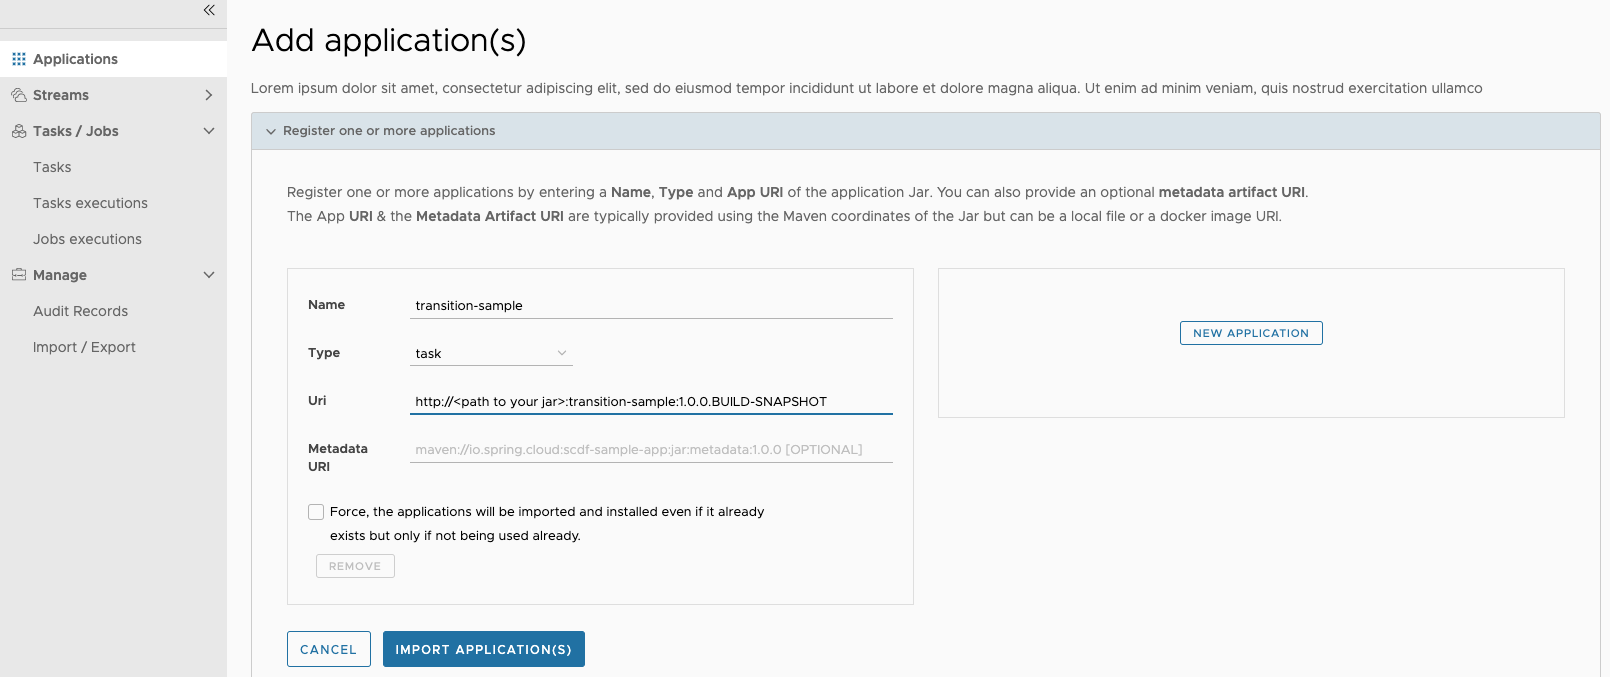 Applications
Streams
Tasks / Jobs
Tasks
Tasks executions
Jobs executions
Manage
Audit Records
Import / Export
Add application(s)
Lorem ipsum dolor sit amet, consectetur adipiscing elit, sed do eiusmod tempor incididunt ut labore et dolore magna aliqua. Ut enim ad minim veniam, quis nostrud exercitation ullamco
Register one or more applications
Register one or more applications by entering a Name, Type and App URI of the application Jar. You can also provide an optional metadata artifact URI.
The App URI & the Metadata Artifact URI are typically provided using the Maven coordinates of the Jar but can be a local file or a docker image URI.
Name transition-sample
Type task
Uri http://<path to your jar>:transition-sample:1.0.0.BUILD-SNAPSHOT
Metadata maven://io.spring.cloud:scdf-sample-app:jar:metadata:1.0.0 [OPTIONAL]
URI
Force, the applications will be imported and installed even if it already
exists but only if not being used already.
REMOVE
NEW APPLICATION
CANCEL IMPORT APPLICATION(S)